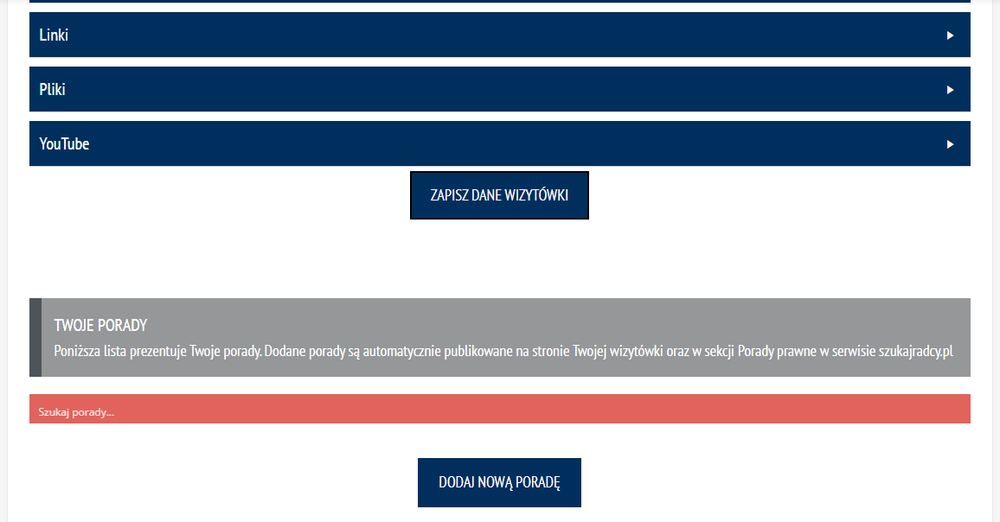 Linki
Pliki
YouTube
ZAPISZ DANE WIZYTÓWKI
TWOJE PORADY
Poniższa lista prezentuje Twoje porady. Dodane porady są automatycznie publikowane na stronie Twojej wizytówki oraz w sekcji Porady prawne w serwisie szukajradcy.pl
Szukaj porady...
DODAJ NOWĄ PORADĘ